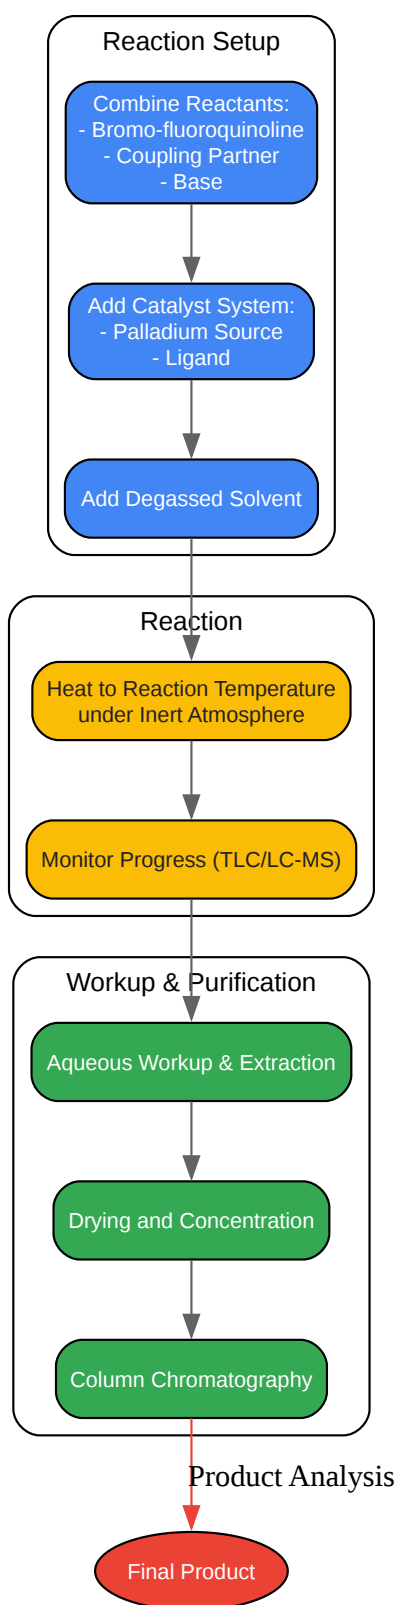 Reaction Setup
Combine Reactants:
- Bromo-fluoroquinoline
- Coupling Partner
- Base
Add Catalyst System:
- Palladium Source
- Ligand
Add Degassed Solvent
Reaction
Heat to Reaction Temperature
under Inert Atmosphere
Monitor Progress (TLC/LC-MS)
Workup & Purification
Aqueous Workup & Extraction
Drying and Concentration
Column Chromatography
Product Analysis
Final Product